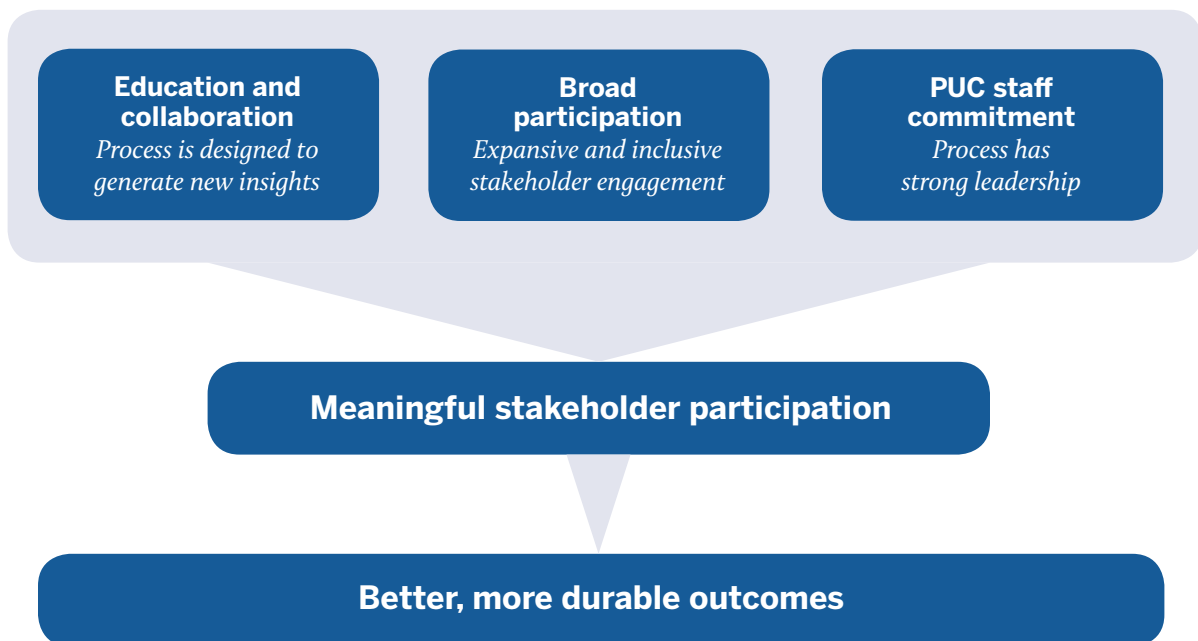 Education and
collaboration
Process is designed to
generate new insights
Broad
participation
Expansive and inclusive
stakeholder engagement
PUC staff
commitment
Process has
strong leadership
Meaningful stakeholder participation
Better, more durable outcomes